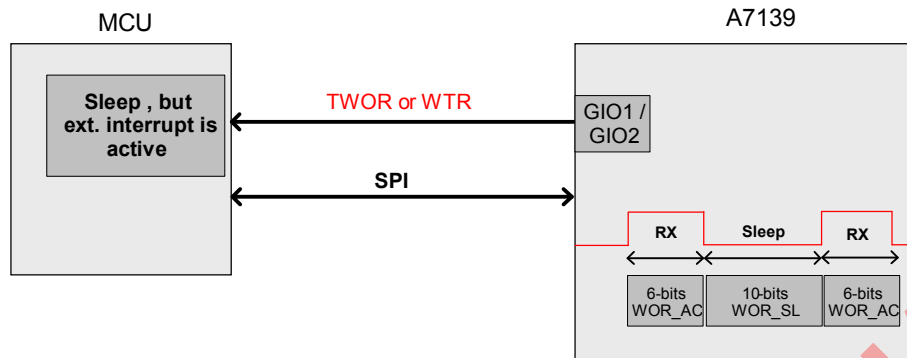 MCU
A7139
Sleep , but
ext. interrupt is
active
TWOR or WTR
GIO1 /
GIO2
SPI
RX
Sleep
RX
6-bits
WOR_AC
10-bits
WOR_SL
6-bits
WOR_AC